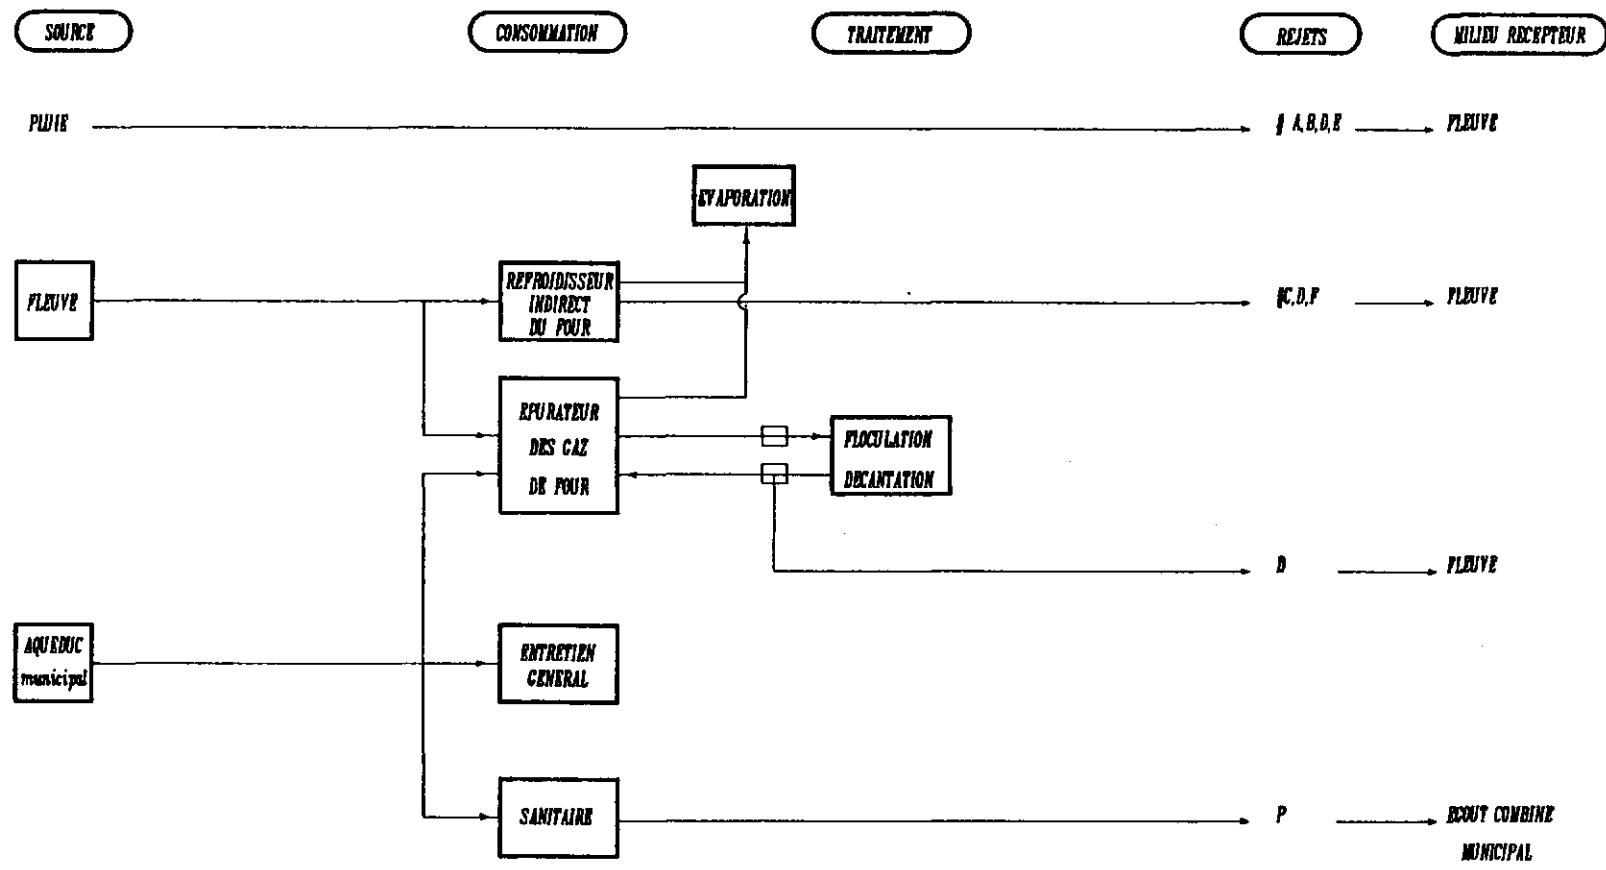 SOURCE
CONSOMMATION
TRAITEMENT
REJETS
MILIEU RECEPTEUR
PLUIE
# A, B, D, E
FLEUVE
EVAPORATION
FLEUVE
REFROIDISSEUR
INDIRECT
DU FOUR
#C, D, F
FLEUVE
EPURATEUR
DES GAZ
DE FOUR
FLOCULATION
DECANTATION
D
FLEUVE
AQUEDUC
municipal
ENTRETIEN
GENERAL
SANITAIRE
P
EGOUT COMBINE
MUNICIPAL